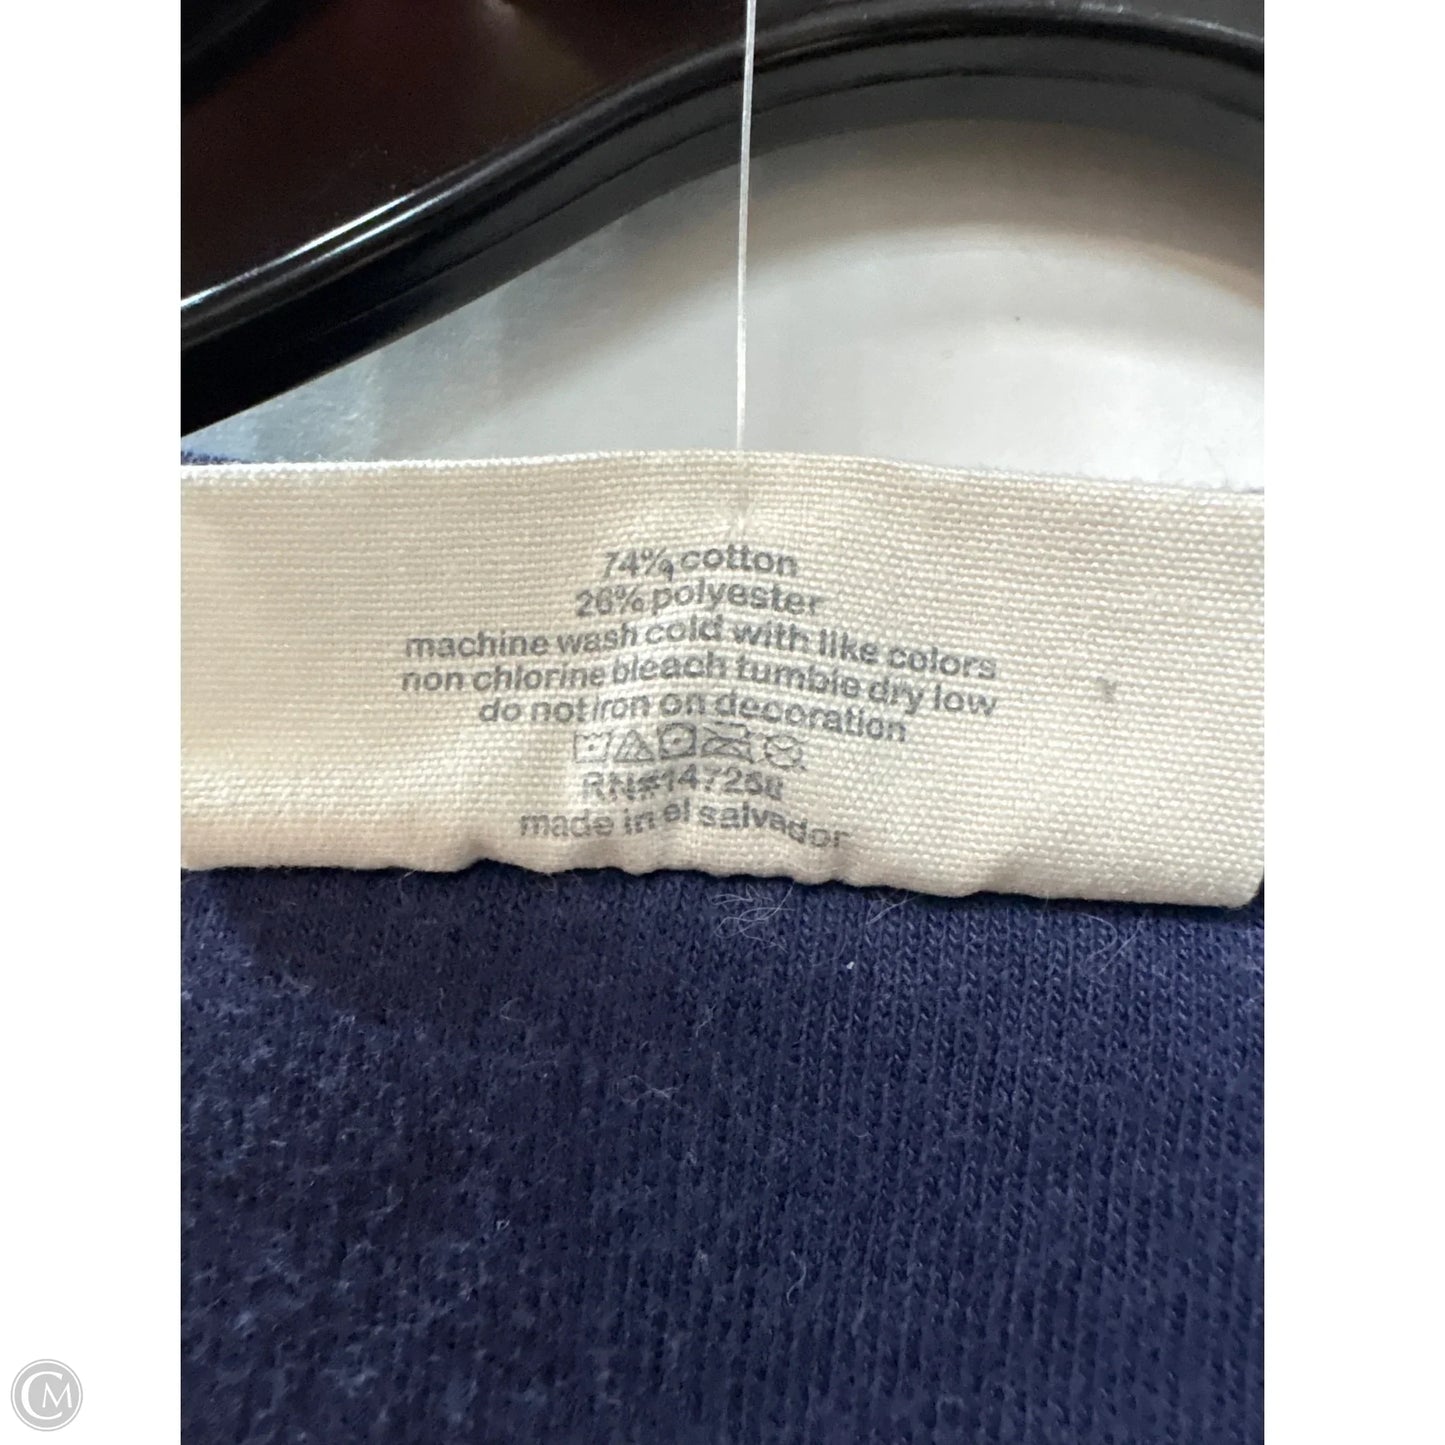 74% cotton
26% polyester
machine wash cold with like colors
non chlorine bleach tumble dry low
do not iron on decoration
made in el salvador
CM